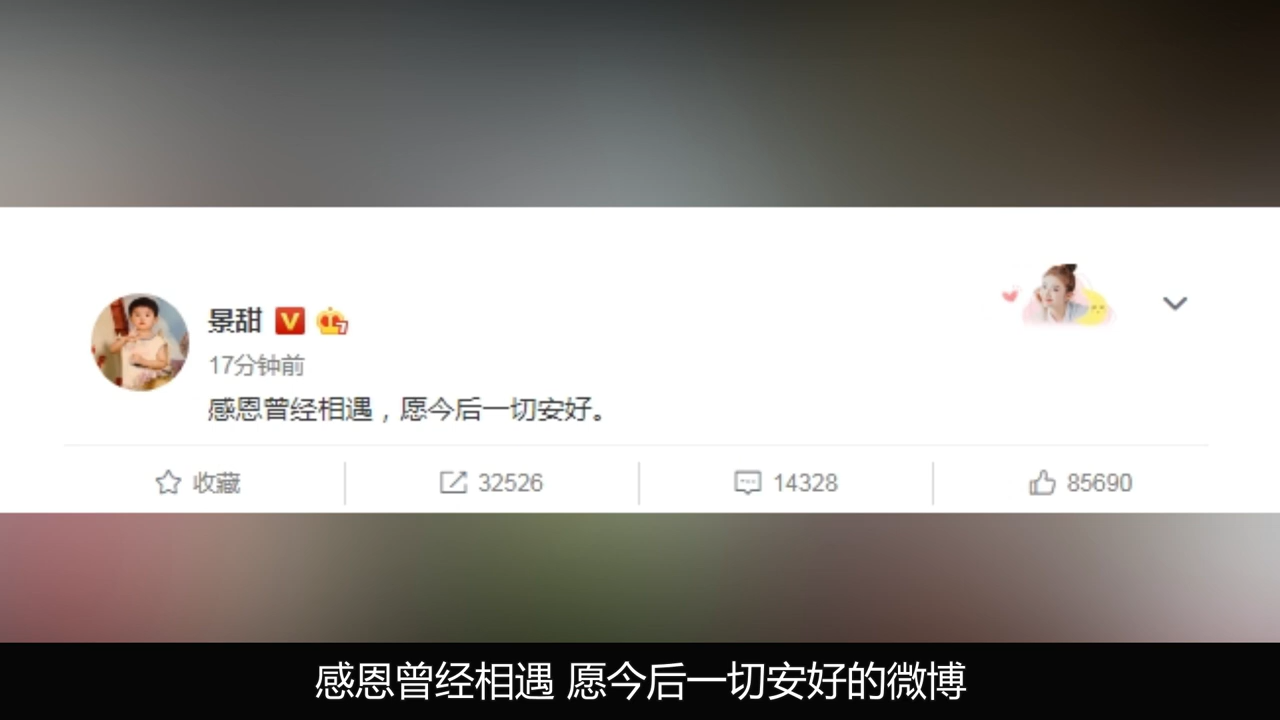 景甜
17分钟前
感恩曾经相遇，愿今后一切安好。
收藏 32526 14328 85690
感恩曾经相遇 愿今后一切安好的微博